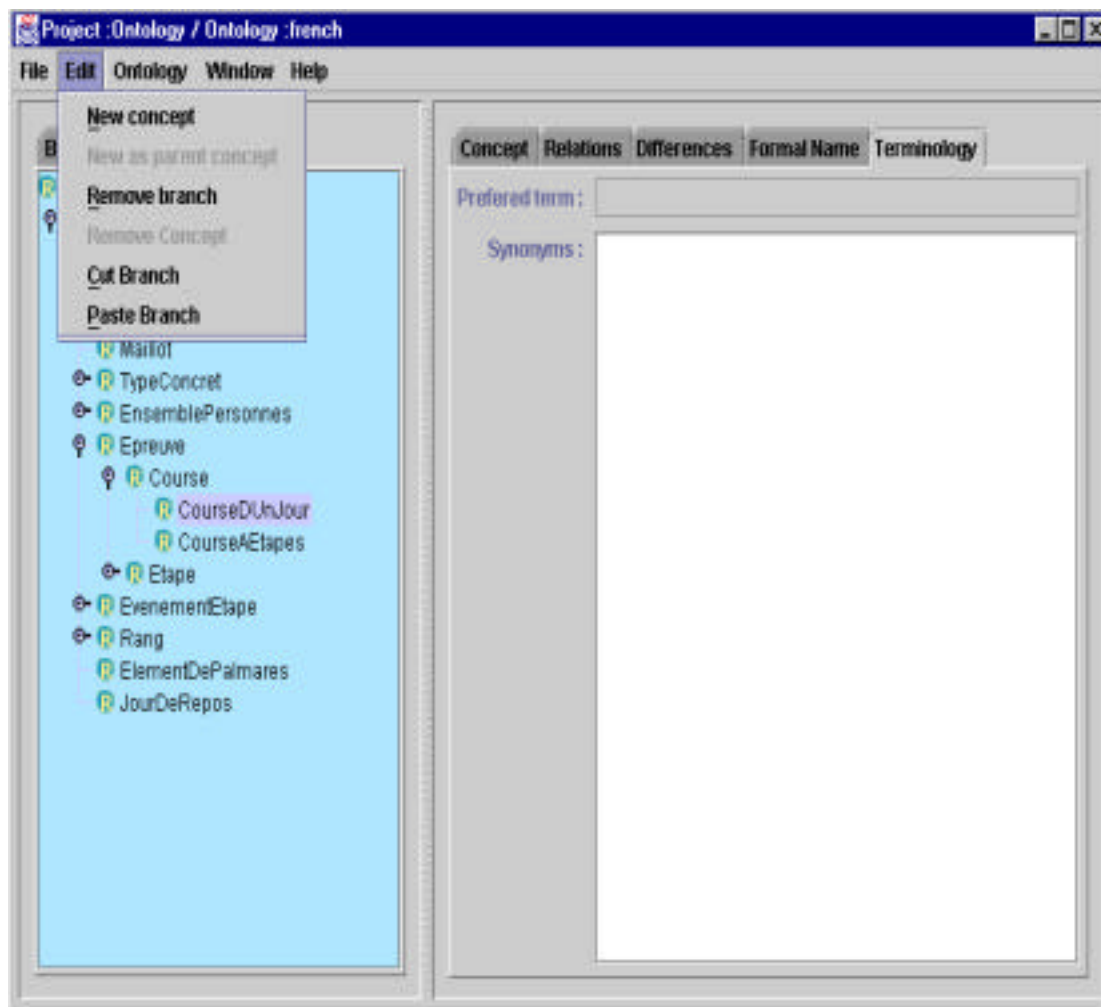 Project :Ontology / Ontology :french
File Edit Ontology Window Help
New concept
New as parent concept
Remove branch
Remove Concept
Cut Branch
Paste Branch
B
R
Maillot
R TypeConcret
R EnsemblePersonnes
R Epreuve
R Course
R CourseDUnJour
R CourseAEtapes
R Etape
R EvenementEtape
R Rang
R ElementDePalmares
R JourDeRepos
Concept Relations Differences Formal Name Terminology
Prefered term :
Synonyms :